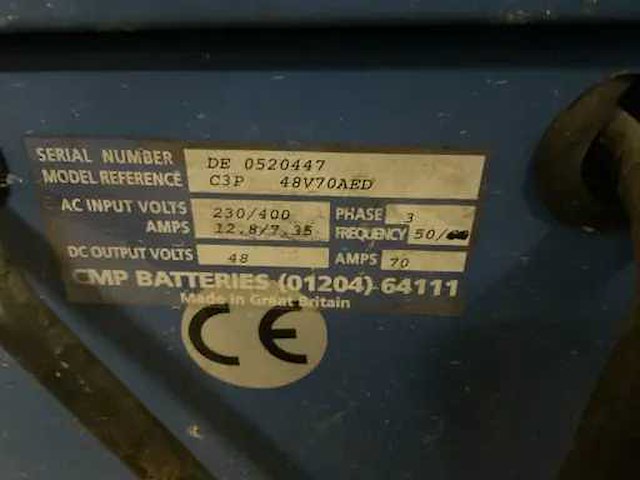 SERIAL NUMBER DE 0520447
MODEL REFERENCE C3P 48V70AED
AC INPUT VOLTS 230/400 PHASE 3
AMPS 12.8/7.35 FREQUENCY 50/
DC OUTPUT VOLTS 48 AMPS 70
CMP BATTERIES (01204) 64111
Made in Great Britain
CE